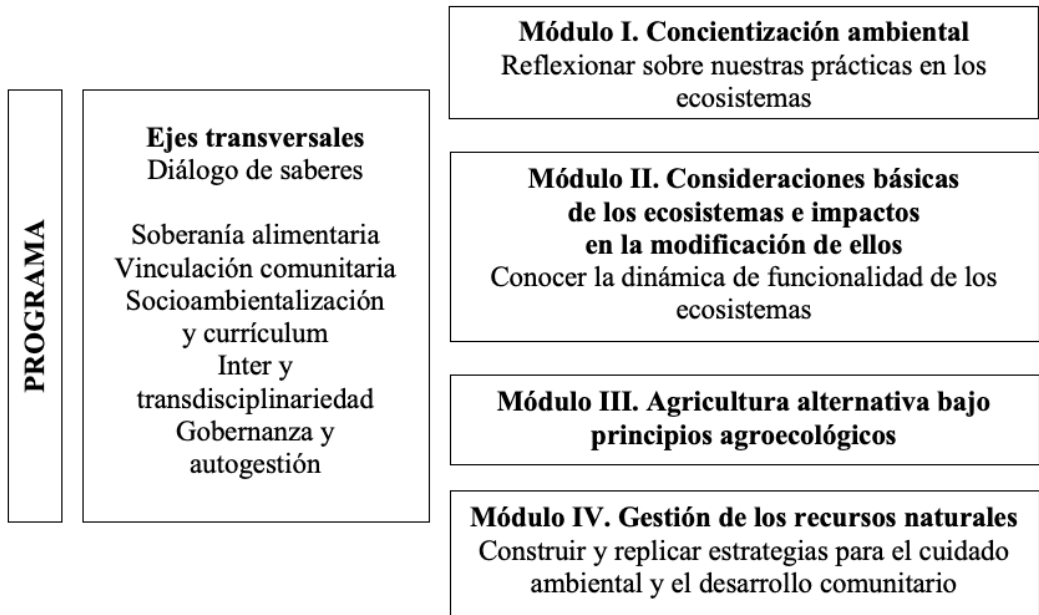 PROGRAMA
Ejes transversales
Diálogo de saberes
Soberanía alimentaria
Vinculación comunitaria
Socioambientalización
y currículum
Inter y
transdisciplinariedad
Gobernanza y
autogestión
Módulo I. Concientización ambiental
Reflexionar sobre nuestras prácticas en los
ecosistemas
Módulo II. Consideraciones básicas
de los ecosistemas e impactos
en la modificación de ellos
Conocer la dinámica de funcionalidad de los
ecosistemas
Módulo III. Agricultura alternativa bajo
principios agroecológicos
Módulo IV. Gestión de los recursos naturales
Construir y replicar estrategias para el cuidado
ambiental y el desarrollo comunitario